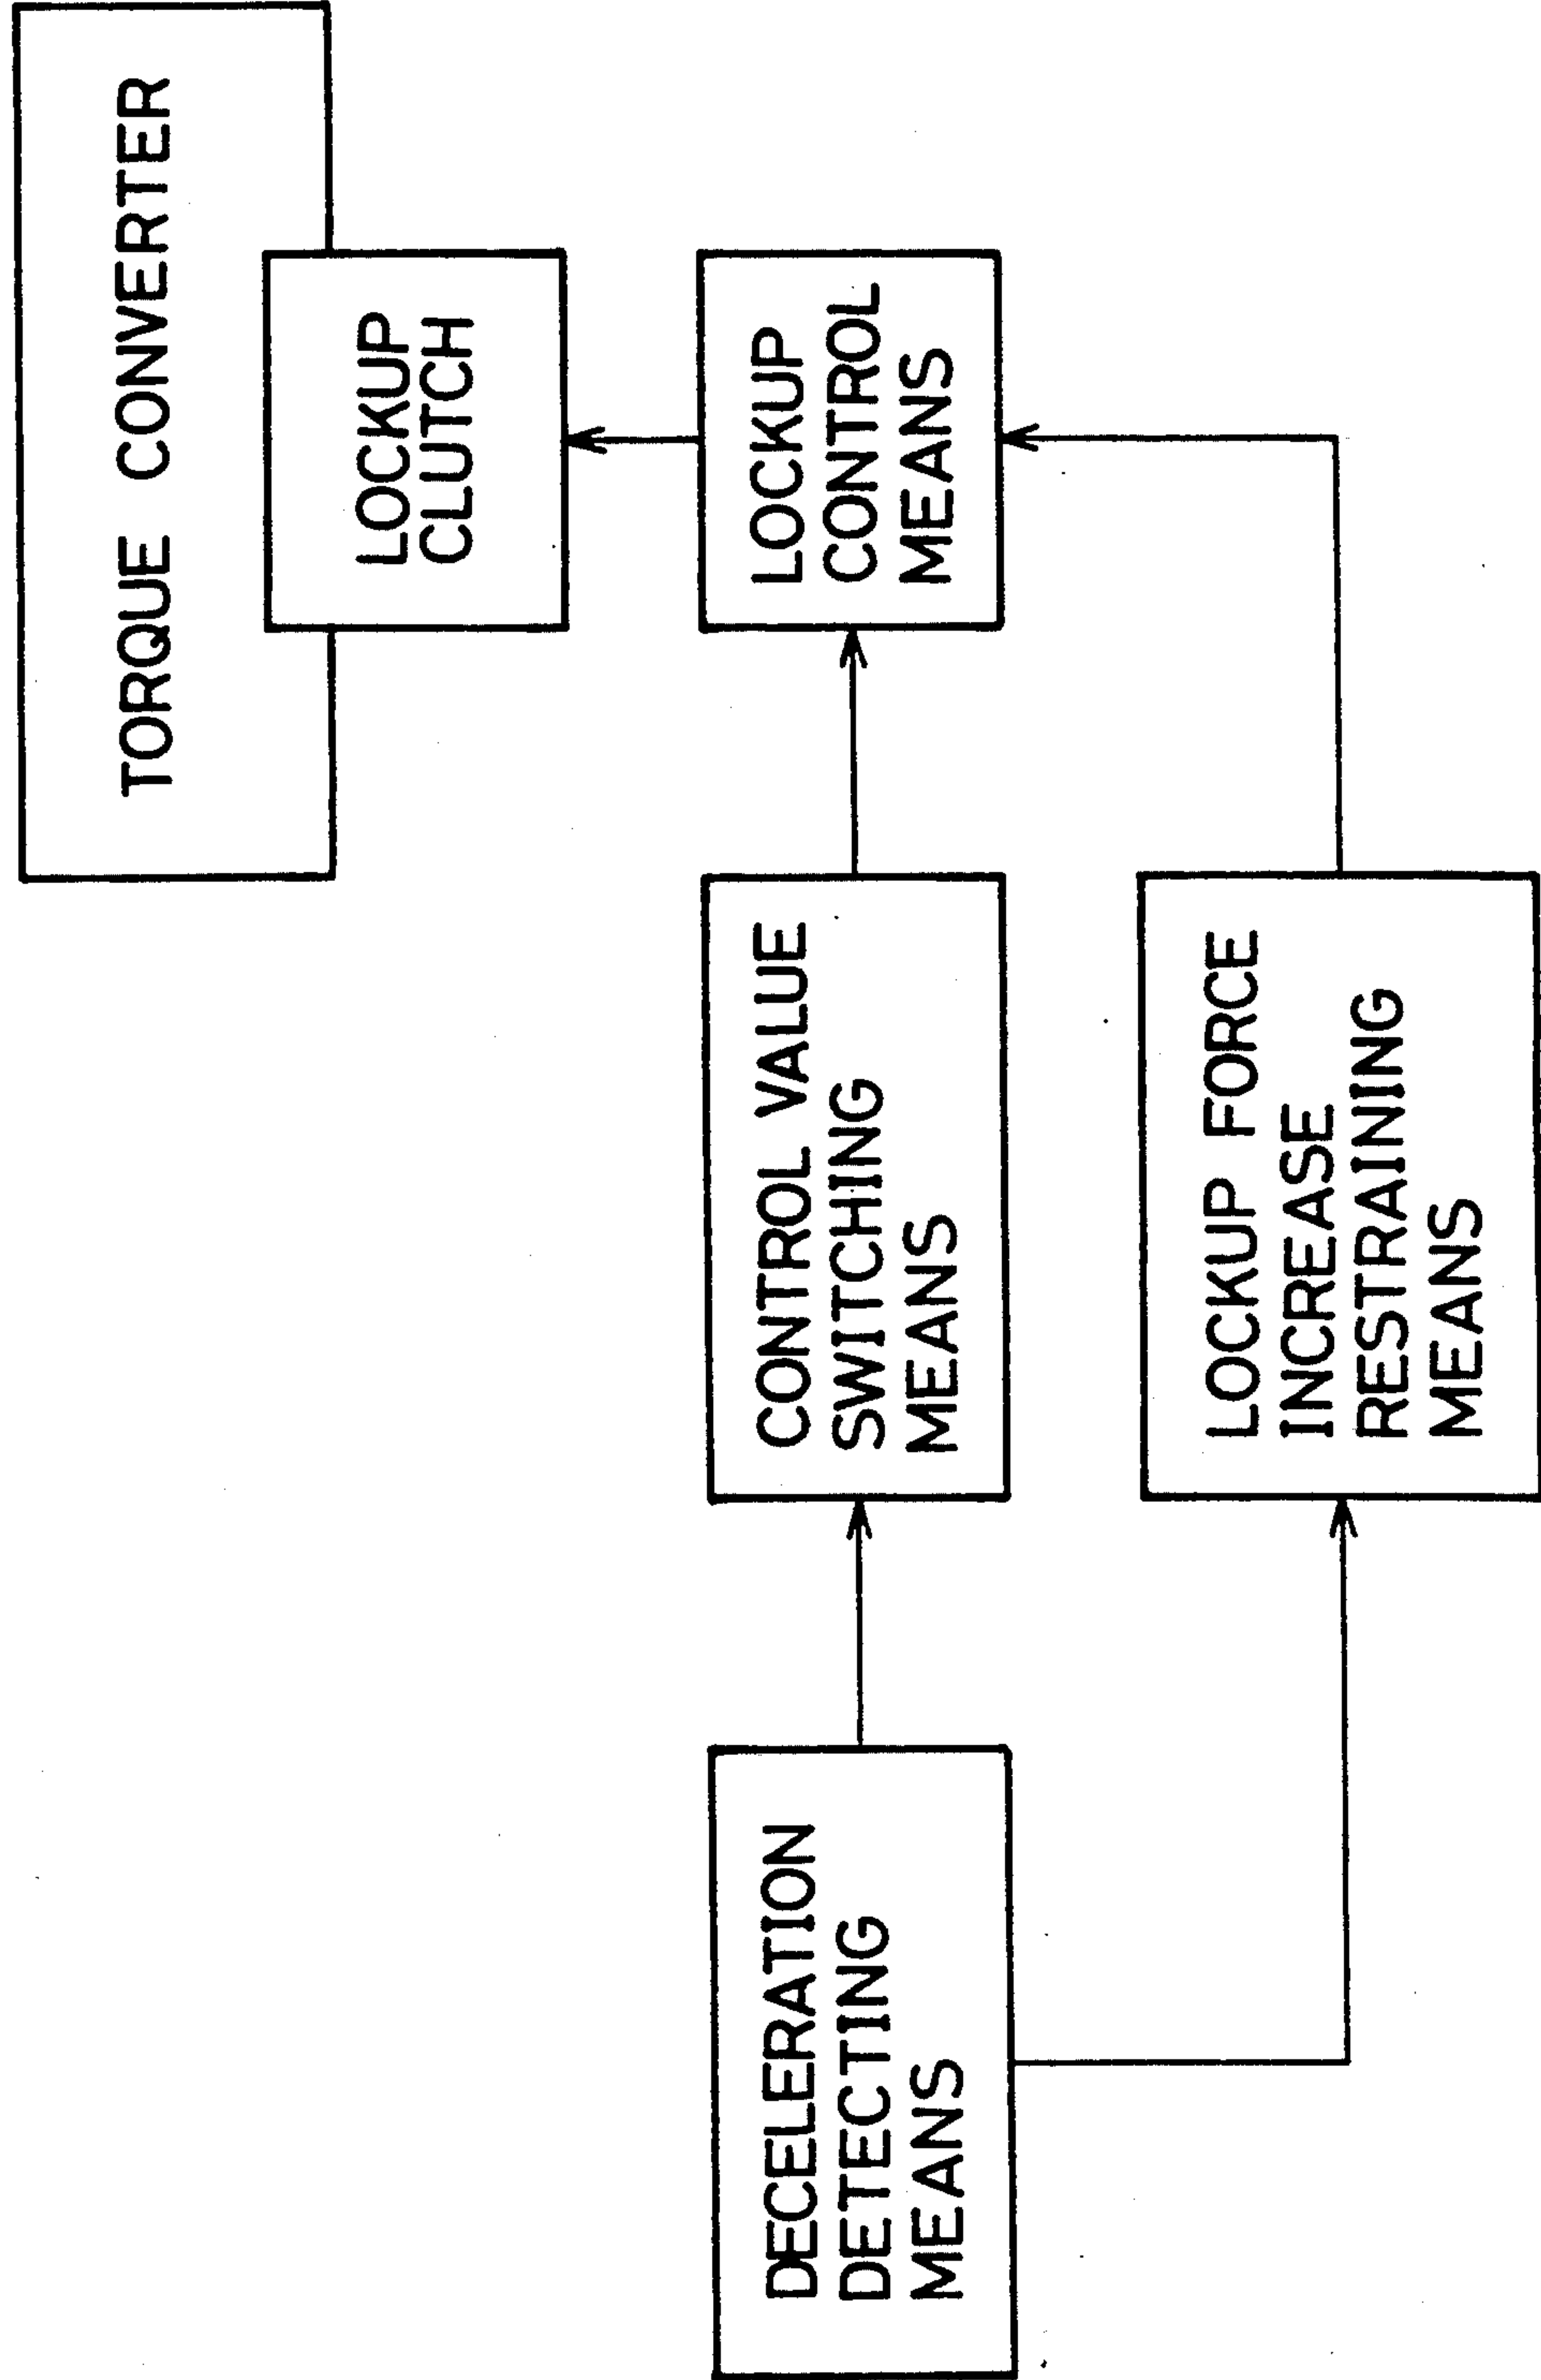 TORQUE CONVERTER
LOCKUP
CLUTCH
DECELERATION
DETECTING
MEANS
CONTROL VALUE
SWITCHING
MEANS
LOCKUP
CONTROL
MEANS
LOCKUP FORCE
INCREASE
RESTRAINING
MEANS